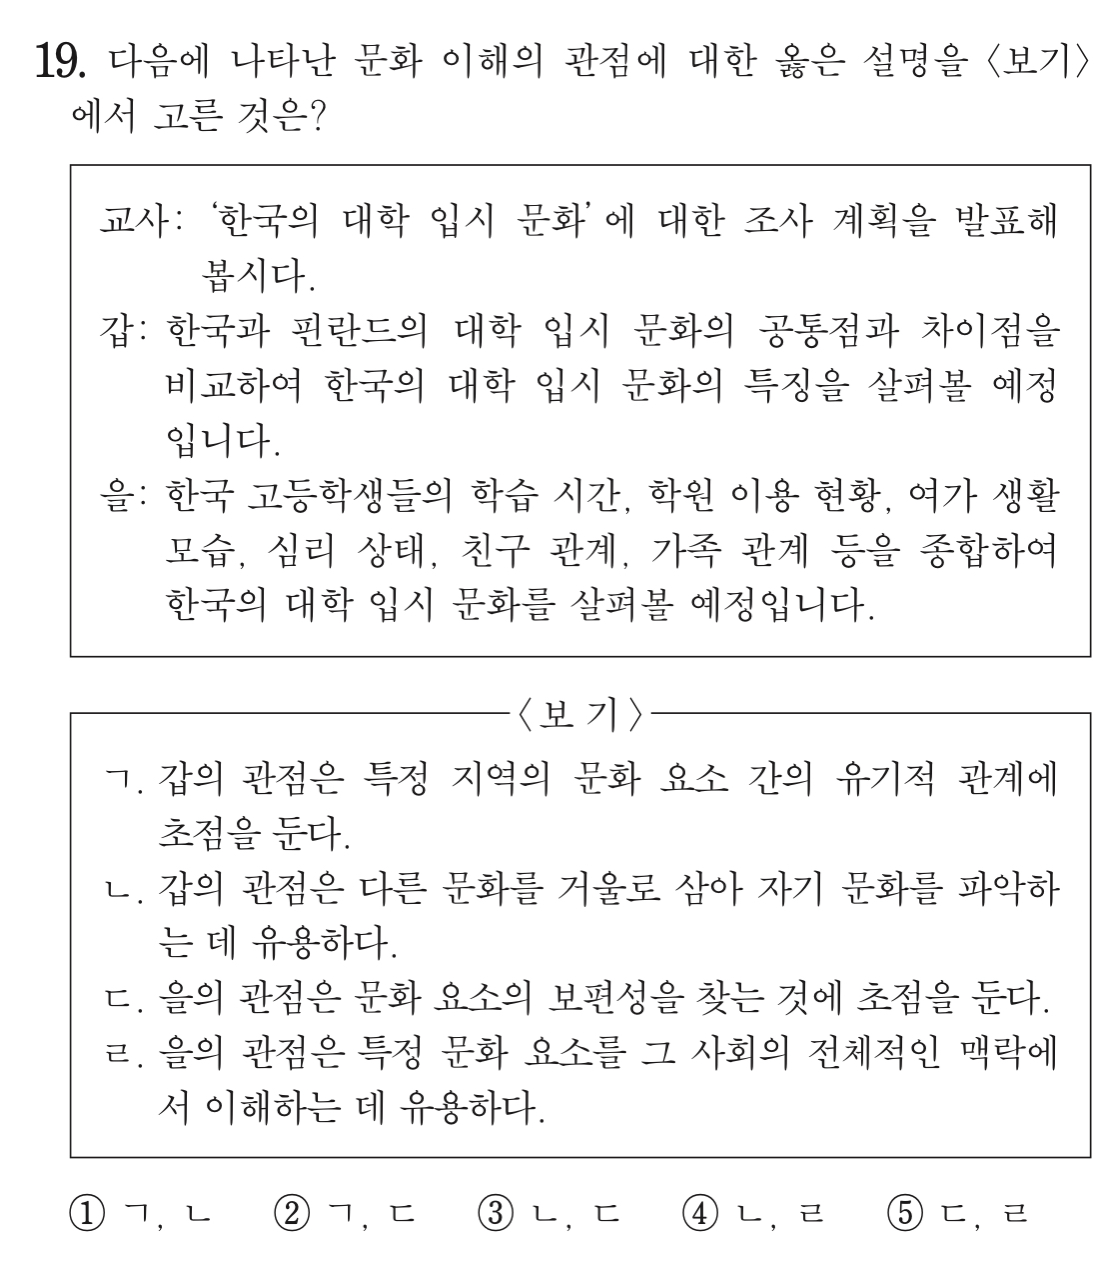 19. 다음에 나타난 문화 이해의 관점에 대한 옳은 설명을 〈보기〉
에서 고른 것은?
교사: ‘한국의 대학 입시 문화’에 대한 조사 계획을 발표해
봅시다.
갑: 한국과 핀란드의 대학 입시 문화의 공통점과 차이점을
비교하여 한국의 대학 입시 문화의 특징을 살펴볼 예정
입니다.
을: 한국 고등학생들의 학습 시간, 학원 이용 현황, 여가 생활
모습, 심리 상태, 친구 관계, 가족 관계 등을 종합하여
한국의 대학 입시 문화를 살펴볼 예정입니다.
〈보 기〉
ㄱ. 갑의 관점은 특정 지역의 문화 요소 간의 유기적 관계에
초점을 둔다.
ㄴ. 갑의 관점은 다른 문화를 거울로 삼아 자기 문화를 파악하
는 데 유용하다.
ㄷ. 을의 관점은 문화 요소의 보편성을 찾는 것에 초점을 둔다.
ㄹ. 을의 관점은 특정 문화 요소를 그 사회의 전체적인 맥락에
서 이해하는 데 유용하다.
① ㄱ, ㄴ ② ㄱ, ㄷ ③ ㄴ, ㄷ ④ ㄴ, ㄹ ⑤ ㄷ, ㄹ